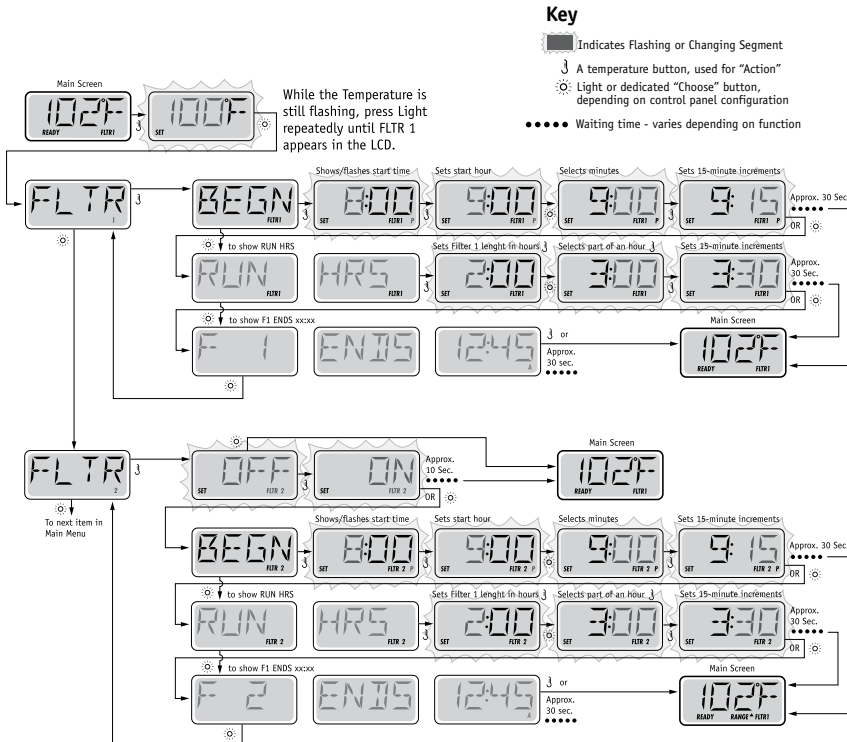 Key
Indicates Flashing or Changing Segment
A temperature button, used for “Action”
Light or dedicated “Choose” button,
depending on control panel configuration
Waiting time - varies depending on function
Main Screen
102°F
READY FLTR1
100°F
SET
While the Temperature is
still flashing, press Light
repeatedly until FLTR 1
appears in the LCD.
FLTR
1
BEGN
FLTR1
Shows/flashes start time
8:00
SET FLTR1 P
Sets start hour
9:00
SET FLTR1 P
Selects minutes
9:00
SET FLTR1 P
Sets 15-minute increments
9:15
SET FLTR1 P
Approx. 30 Sec
OR
to show RUN HRS
RUN
FLTR1
HRS
FLTR1
Sets Filter 1 lenght in hours
2:00
SET FLTR1
Selects part of an hour
3:00
SET FLTR1
Sets 15-minute increments
3:30
SET FLTR1
Approx.
30 Sec.
OR
to show F1 ENDS xx:xx
F 1
ENDS
12:45
A
or
Approx.
30 sec.
Main Screen
102°F
READY FLTR1
FLTR
2
To next item in
Main Menu
OFF
SET FLTR 2
ON
SET FLTR 2
Approx.
10 Sec.
OR
Main Screen
102°F
READY FLTR1
BEGN
FLTR 2
Shows/flashes start time
8:00
SET FLTR 2 P
Sets start hour
9:00
SET FLTR 2 P
Selects minutes
9:00
SET FLTR 2 P
Sets 15-minute increments
9:15
SET FLTR 2 P
Approx. 30 Sec
OR
to show RUN HRS
RUN
FLTR 2
HRS
FLTR 2
Sets Filter 1 lenght in hours
2:00
SET FLTR 2
Selects part of an hour
3:00
SET FLTR 2
Sets 15-minute increments
3:30
SET FLTR 2
Approx.
30 Sec.
OR
to show F1 ENDS xx:xx
F 2
ENDS
12:45
A
or
Approx.
30 sec.
Main Screen
102°F
READY RANGE FLTR1